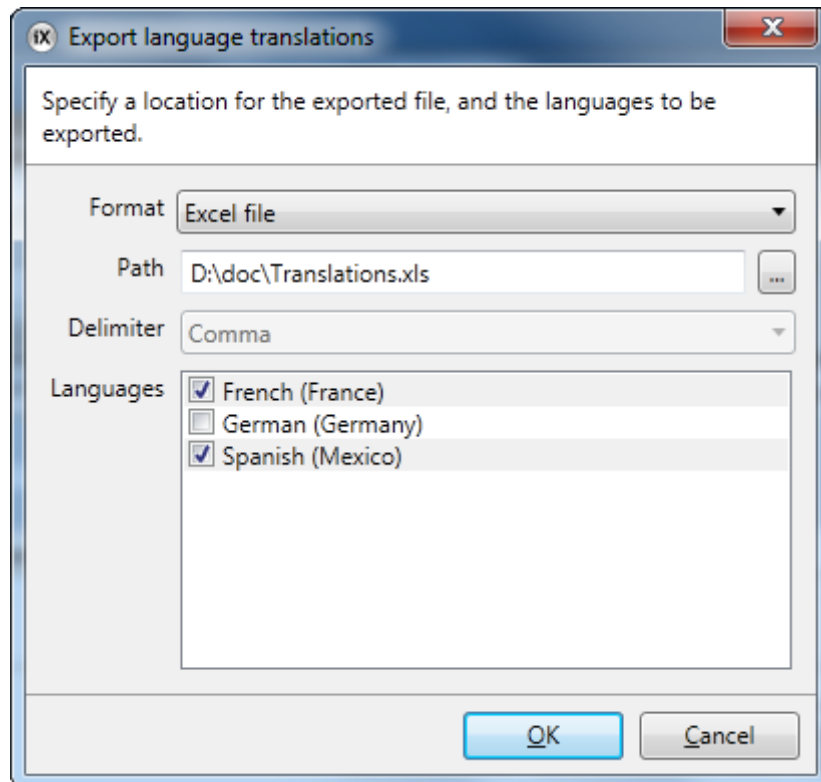 iX Export language translations
Specify a location for the exported file, and the languages to be
exported.
Format Excel file
Path D:\doc\Translations.xls ...
Delimiter Comma
Languages French (France)
German (Germany)
Spanish (Mexico)
OK Cancel